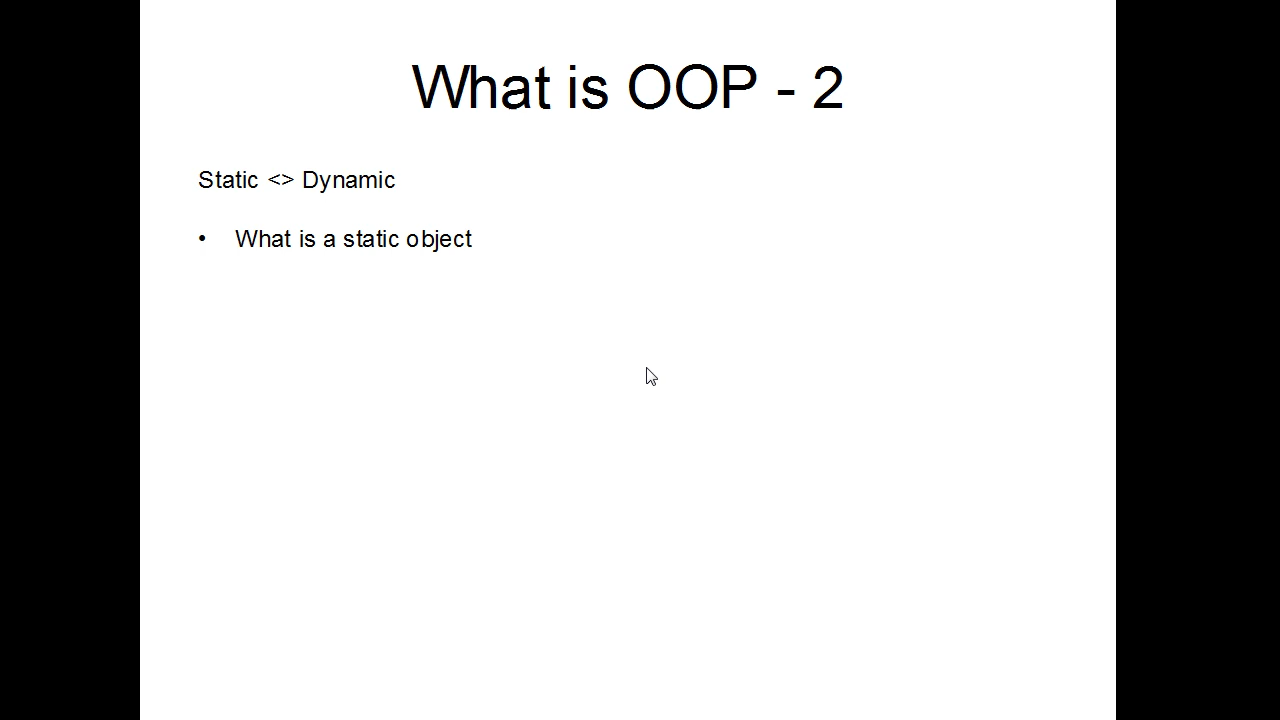 What is OOP - 2
Static <> Dynamic
• What is a static object